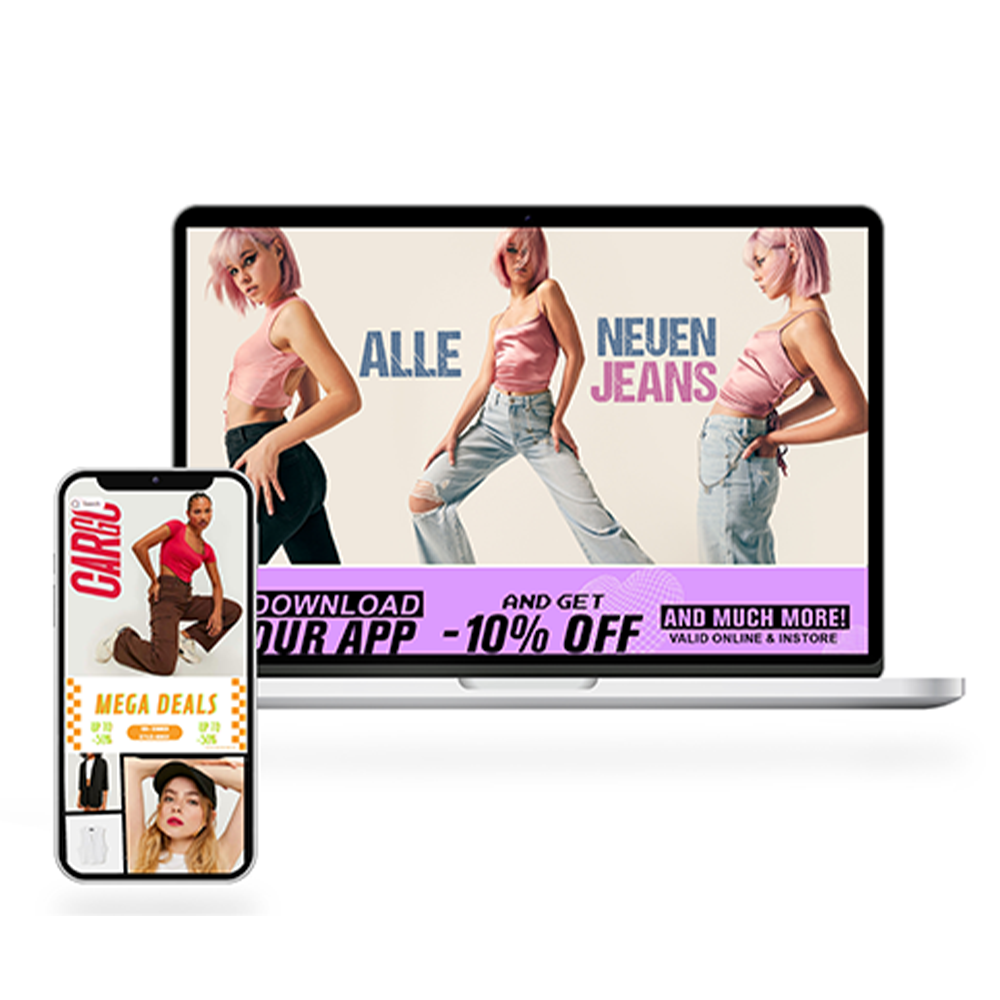 ALLE
NEUEN
JEANS
DOWNLOAD
OUR APP
AND GET
-10% OFF
AND MUCH MORE!
VALID ONLINE & INSTORE
Search
MEGA DEALS
UP TO
-50%
UP TO
-50%